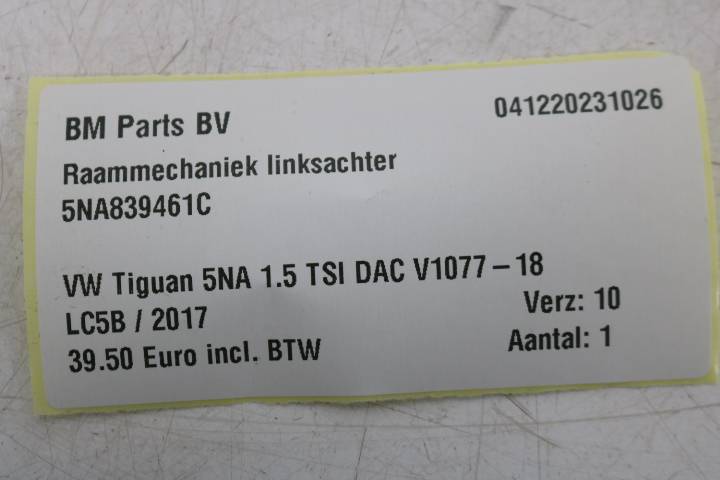 BM Parts BV
041220231026
Raammechaniek linksachter
5NA839461C
VW Tiguan 5NA 1.5 TSI DAC V1077-18
LC5B / 2017
Verz: 10
39.50 Euro incl. BTW
Aantal: 1